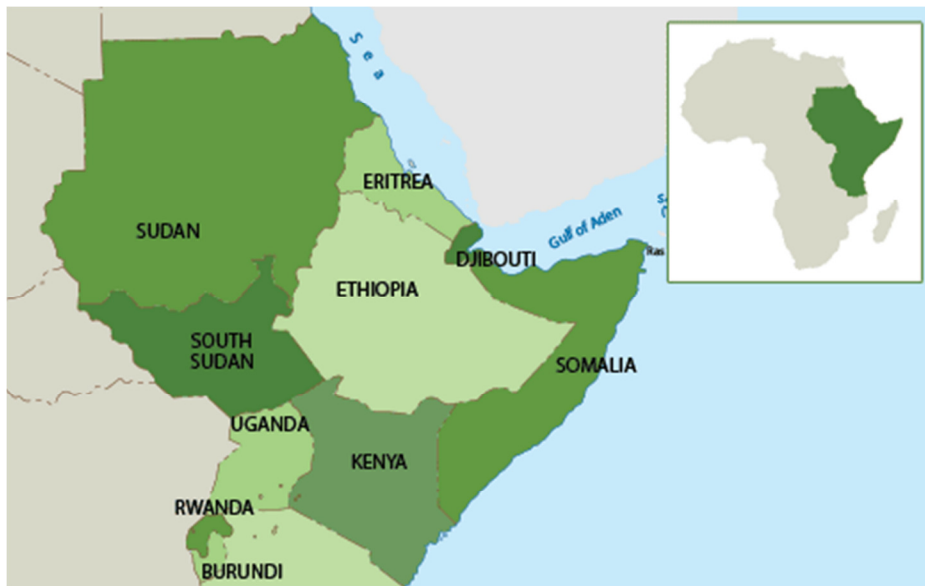 Sea
ERITREA
SUDAN
Gulf of Aden
DJIBOUTI
Ras
ETHIOPIA
SOUTH
SUDAN
SOMALIA
UGANDA
KENYA
RWANDA
BURUNDI